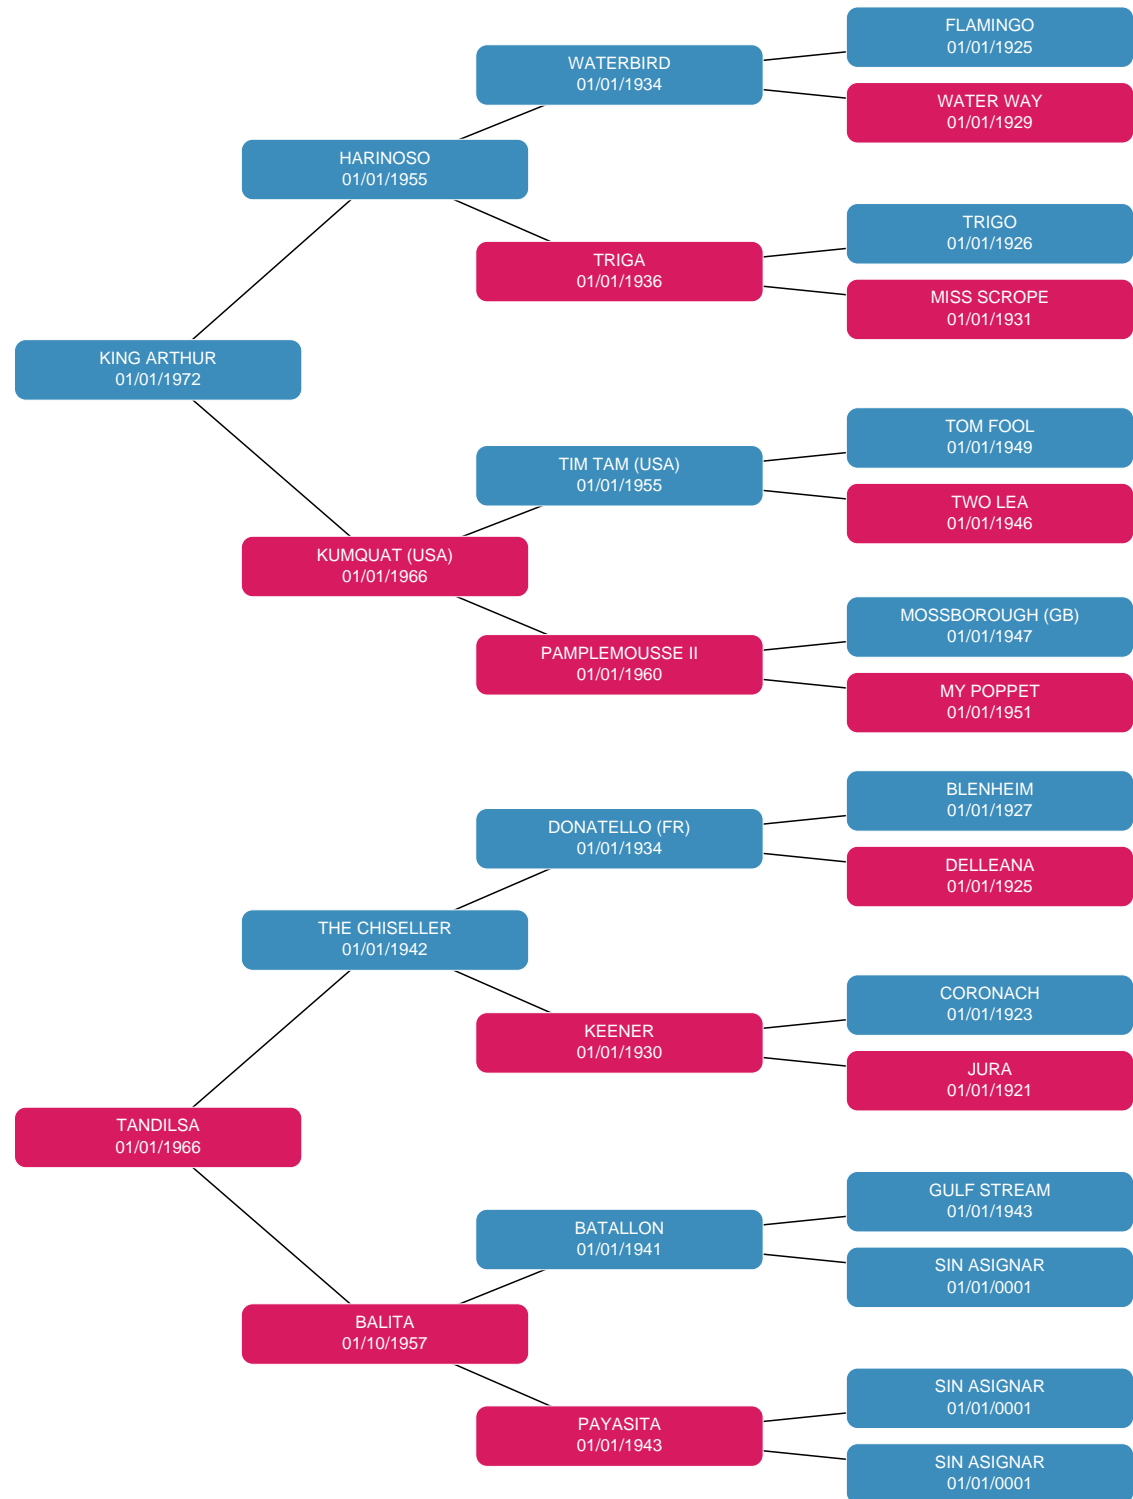 FLAMINGO
01/01/1925
WATERBIRD
01/01/1934
WATER WAY
01/01/1929
HARINOSO
01/01/1955
TRIGO
01/01/1926
TRIGA
01/01/1936
MISS SCROPE
01/01/1931
KING ARTHUR
01/01/1972
TOM FOOL
01/01/1949
TIM TAM (USA)
01/01/1955
TWO LEA
01/01/1946
KUMQUAT (USA)
01/01/1966
MOSSBOROUGH (GB)
01/01/1947
PAMPLEMOUSSE II
01/01/1960
MY POPPET
01/01/1951
BLENHEIM
01/01/1927
DONATELLO (FR)
01/01/1934
DELLEANA
01/01/1925
THE CHISELLER
01/01/1942
CORONACH
01/01/1923
KEENER
01/01/1930
JURA
01/01/1921
TANDILSA
01/01/1966
GULF STREAM
01/01/1943
BATALLON
01/01/1941
SIN ASIGNAR
01/01/0001
BALITA
01/10/1957
SIN ASIGNAR
01/01/0001
PAYASITA
01/01/1943
SIN ASIGNAR
01/01/0001